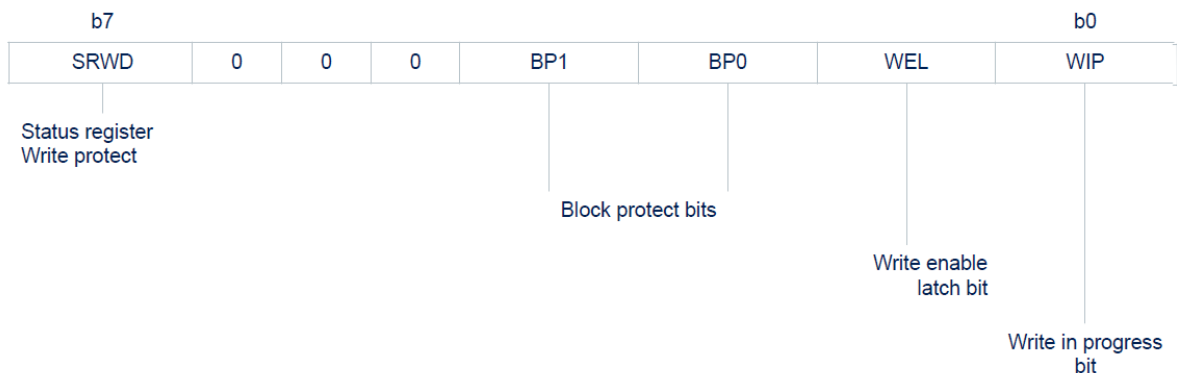 b7 b0
SRWD 0 0 0 BP1 BP0 WEL WIP
Status register
Write protect
Block protect bits
Write enable
latch bit
Write in progress
bit